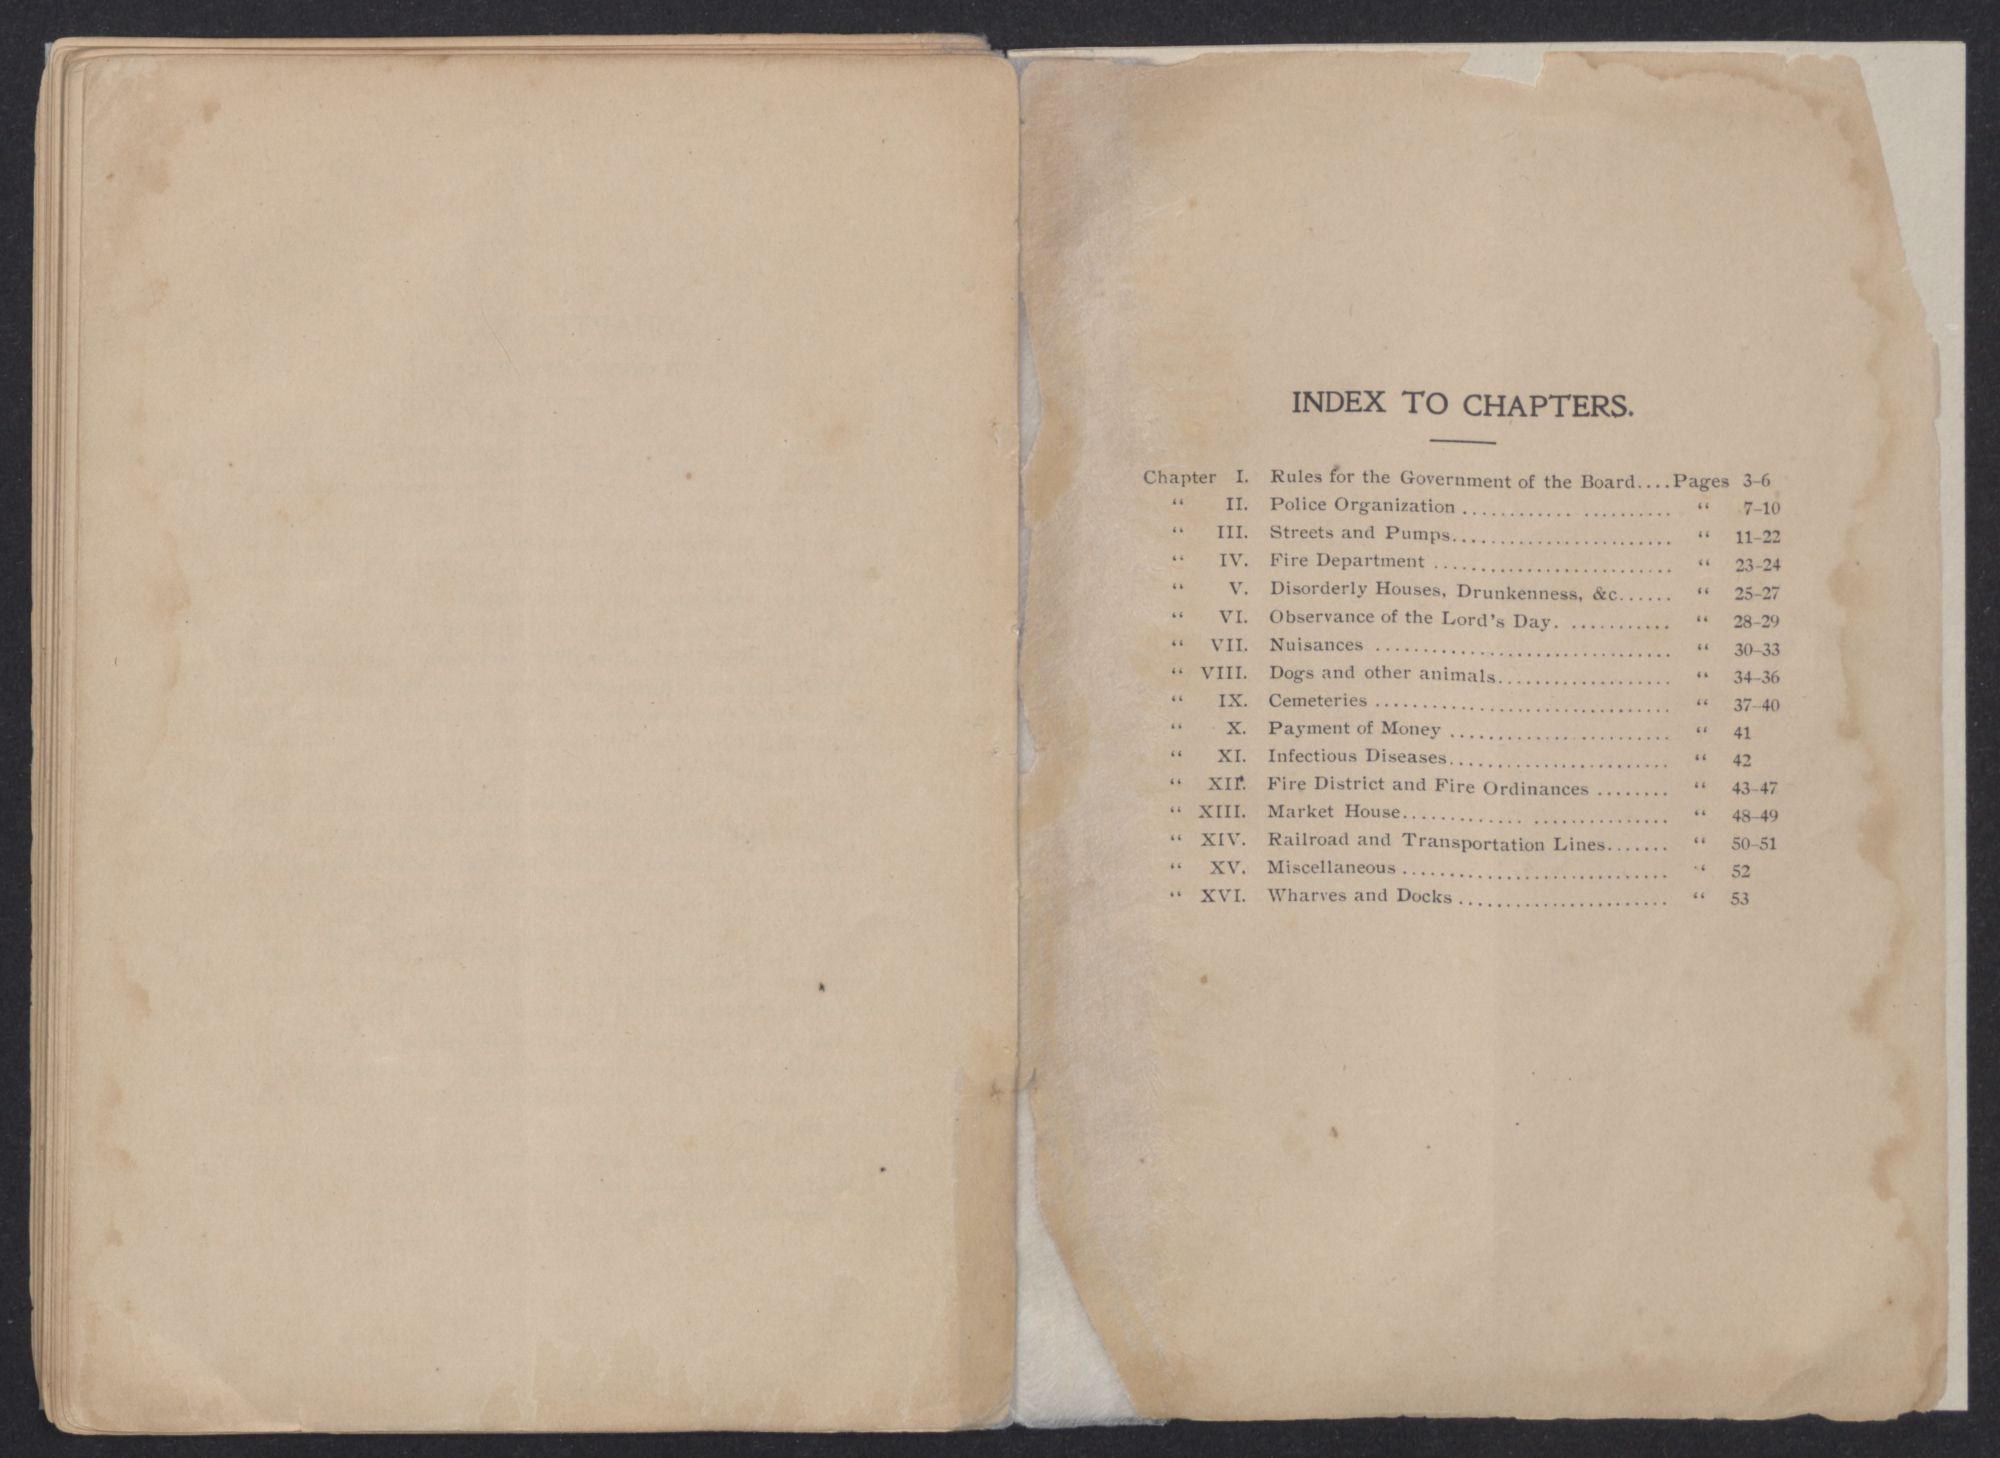 INDEX TO CHAPTERS.
Chapter I. Rules for the Government of the Board....Pages 3-6
“ II. Police Organization ............ .......... “ 7-10
“ III. Streets and Pumps........................ “ 11-22
“ IV. Fire Department .......................... “ 23-24
“ V. Disorderly Houses, Drunkenness, &c...... “ 25-27
“ VI. Observance of the Lord's Day. ........... “ 28-29
“ VII. Nuisances ................................ “ 30-33
“ VIII. Dogs and other animals................... “ 34-36
“ IX. Cemeteries ................................ “ 37-40
“ X. Payment of Money ........................ “ 41
“ XI. Infectious Diseases........................ “ 42
“ XII. Fire District and Fire Ordinances ........ “ 43-47
“ XIII. Market House............. ............... “ 48-49
“ XIV. Railroad and Transportation Lines....... “ 50-51
“ XV. Miscellaneous ............................. “ 52
“ XVI. Wharves and Docks ....................... “ 53